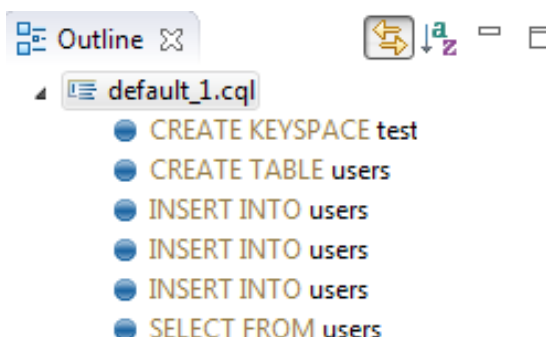 Outline
default_1.cql
CREATE KEYSPACE test
CREATE TABLE users
INSERT INTO users
INSERT INTO users
INSERT INTO users
SELECT FROM users